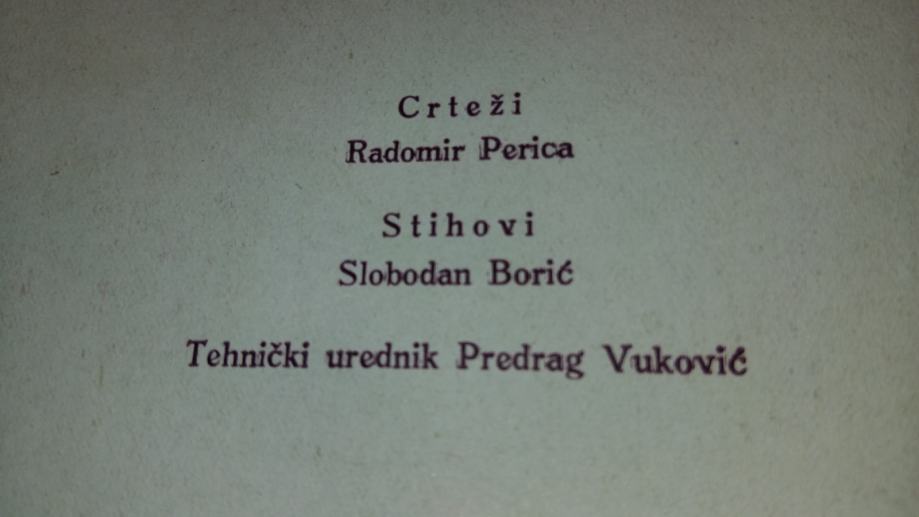 Crteži
Radomir Perica
Stihovi
Slobodan Borić
Tehnički urednik Predrag Vuković